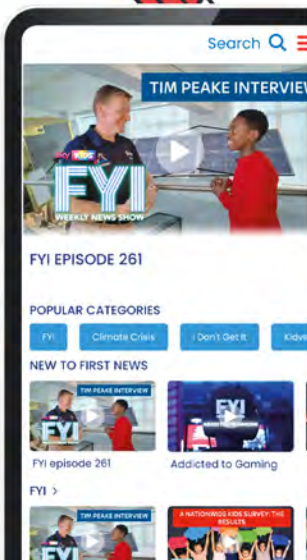 Search
TIM PEAKE INTERVIEW
sky kids
FYI
WEEKLY NEWS SHOW
FYI EPISODE 261
POPULAR CATEGORIES
FYI
Climate Crisis
I Don't Get It
Kidve
NEW TO FIRST NEWS
TIM PEAKE INTERVIEW
FYI
FYI
FYI episode 261
Addicted to Gaming
FYI >
TIM PEAKE INTERVIEW
FYI
A NATIONWIDE KIDS SURVEY: THE
RESULTS